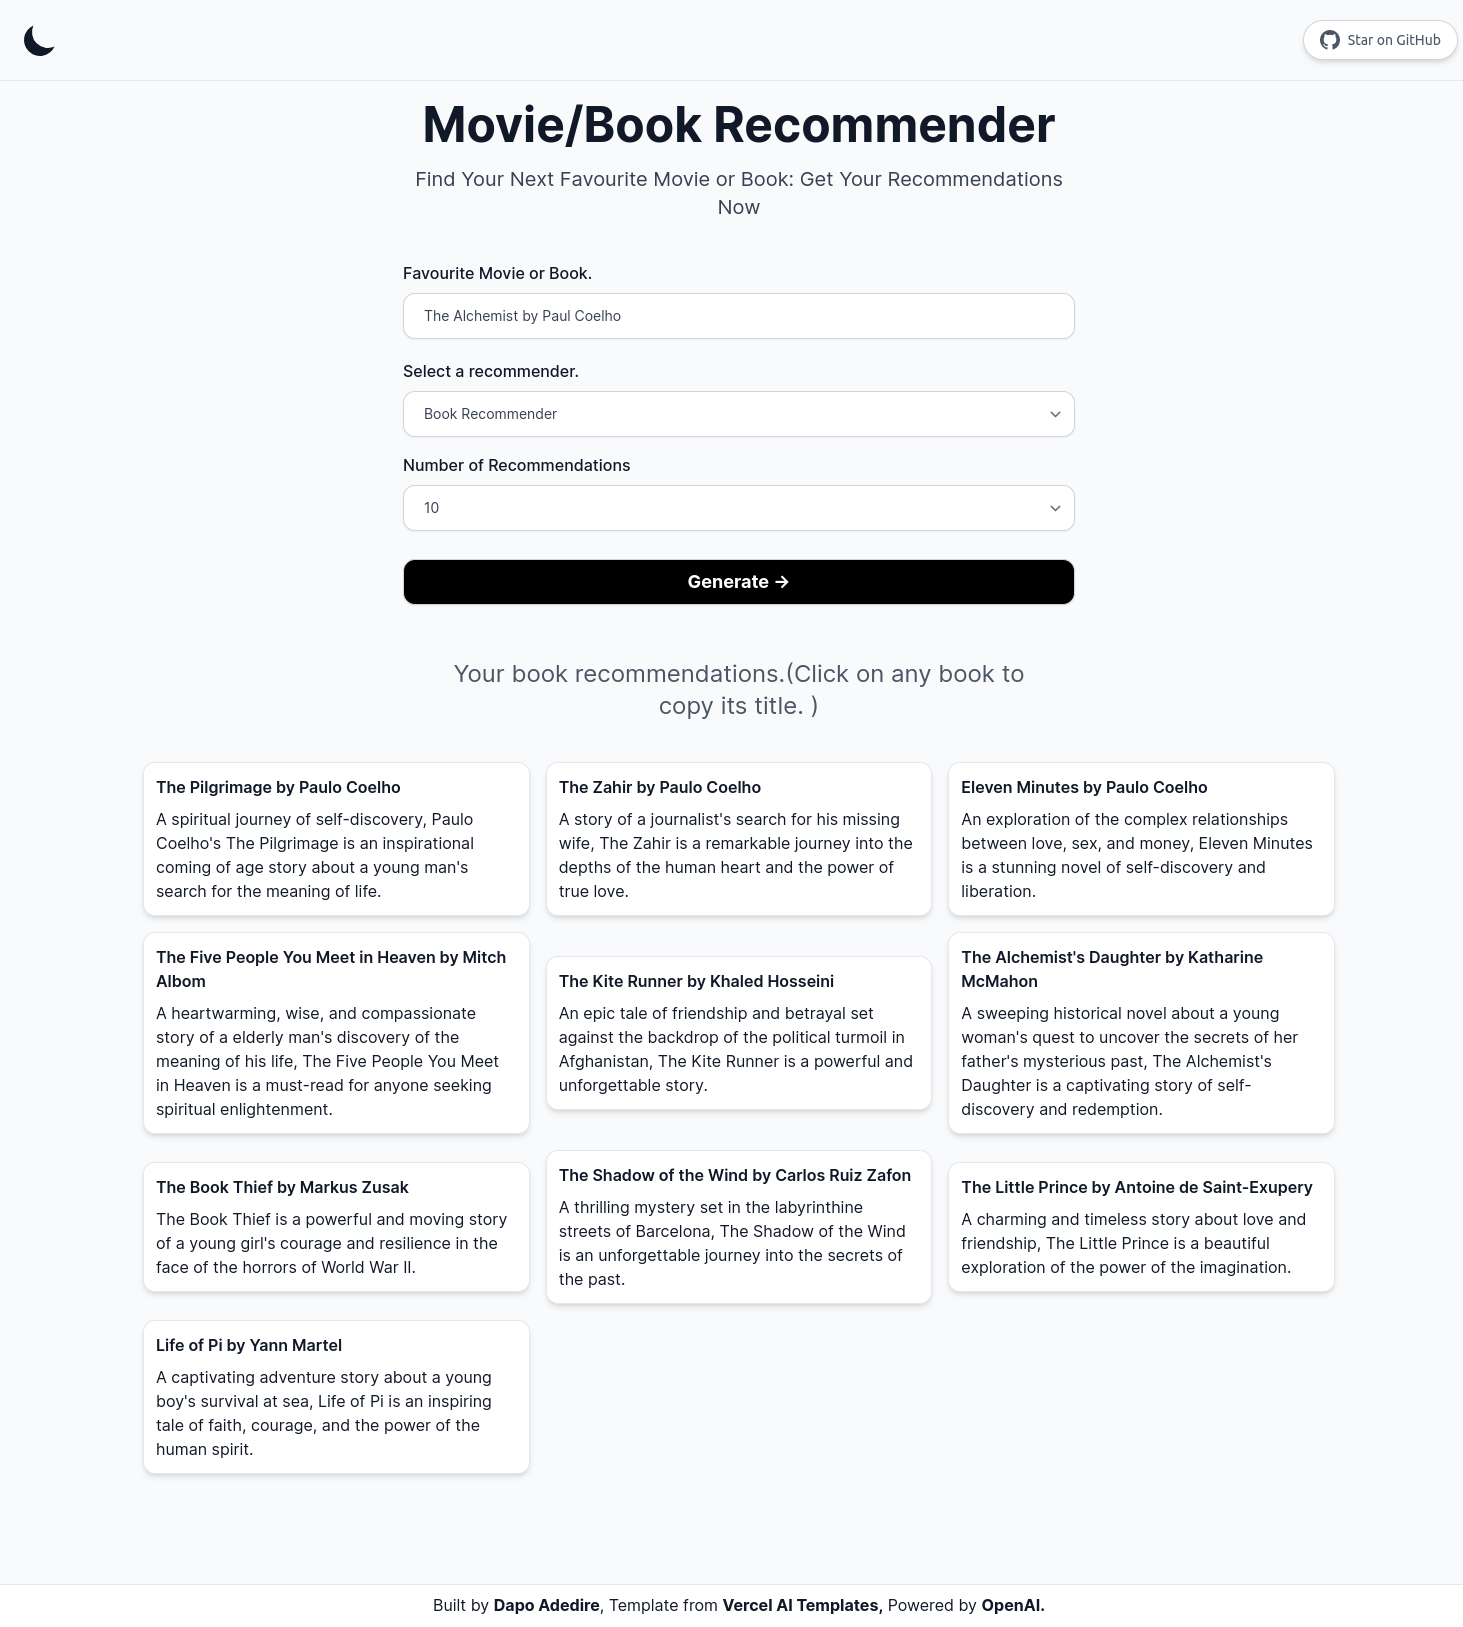 Star on GitHub
Movie/Book Recommender
Find Your Next Favourite Movie or Book: Get Your Recommendations
Now
Favourite Movie or Book.
The Alchemist by Paul Coelho
Select a recommender.
Book Recommender
Number of Recommendations
10
Generate →
Your book recommendations.(Click on any book to
copy its title. )
The Pilgrimage by Paulo Coelho
A spiritual journey of self-discovery, Paulo
Coelho's The Pilgrimage is an inspirational
coming of age story about a young man's
search for the meaning of life.
The Zahir by Paulo Coelho
A story of a journalist's search for his missing
wife, The Zahir is a remarkable journey into the
depths of the human heart and the power of
true love.
Eleven Minutes by Paulo Coelho
An exploration of the complex relationships
between love, sex, and money, Eleven Minutes
is a stunning novel of self-discovery and
liberation.
The Five People You Meet in Heaven by Mitch
Albom
A heartwarming, wise, and compassionate
story of a elderly man's discovery of the
meaning of his life, The Five People You Meet
in Heaven is a must-read for anyone seeking
spiritual enlightenment.
The Kite Runner by Khaled Hosseini
An epic tale of friendship and betrayal set
against the backdrop of the political turmoil in
Afghanistan, The Kite Runner is a powerful and
unforgettable story.
The Alchemist's Daughter by Katharine
McMahon
A sweeping historical novel about a young
woman's quest to uncover the secrets of her
father's mysterious past, The Alchemist's
Daughter is a captivating story of self-
discovery and redemption.
The Book Thief by Markus Zusak
The Book Thief is a powerful and moving story
of a young girl's courage and resilience in the
face of the horrors of World War II.
The Shadow of the Wind by Carlos Ruiz Zafon
A thrilling mystery set in the labyrinthine
streets of Barcelona, The Shadow of the Wind
is an unforgettable journey into the secrets of
the past.
The Little Prince by Antoine de Saint-Exupery
A charming and timeless story about love and
friendship, The Little Prince is a beautiful
exploration of the power of the imagination.
Life of Pi by Yann Martel
A captivating adventure story about a young
boy's survival at sea, Life of Pi is an inspiring
tale of faith, courage, and the power of the
human spirit.
Built by Dapo Adedire, Template from Vercel AI Templates, Powered by OpenAI.